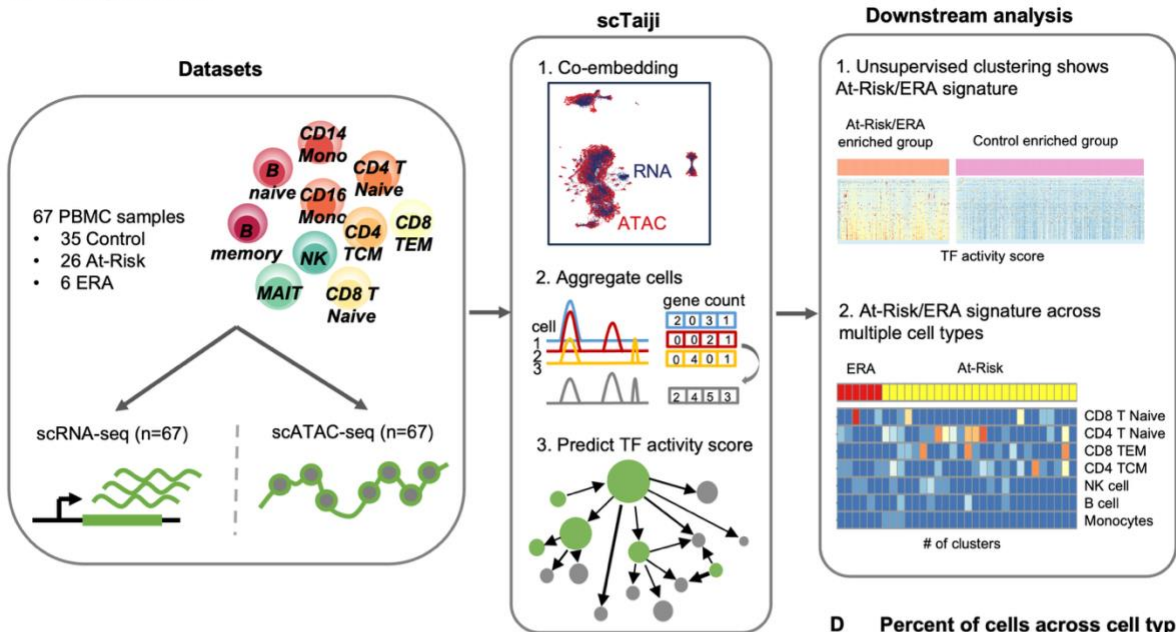 Datasets
67 PBMC samples
• 35 Control
• 26 At-Risk
• 6 ERA
CD14
Mono
B
naive
CD4 T
Naive
CD16
Mono
B
memory
CD4
TCM
CD8
TEM
NK
MAIT
CD8 T
Naive
scRNA-seq (n=67)
scATAC-seq (n=67)
scTaiji
1. Co-embedding
RNA
ATAC
2. Aggregate cells
gene count
cell
1
2
3
2 0 3 1
0 0 2 1
0 4 0 1
2 4 5 3
3. Predict TF activity score
Downstream analysis
1. Unsupervised clustering shows
At-Risk/ERA signature
At-Risk/ERA
enriched group
Control enriched group
TF activity score
2. At-Risk/ERA signature across
multiple cell types
ERA
At-Risk
CD8 T Naive
CD4 T Naive
CD8 TEM
CD4 TCM
NK cell
B cell
Monocytes
# of clusters
D Percent of cells across cell typ